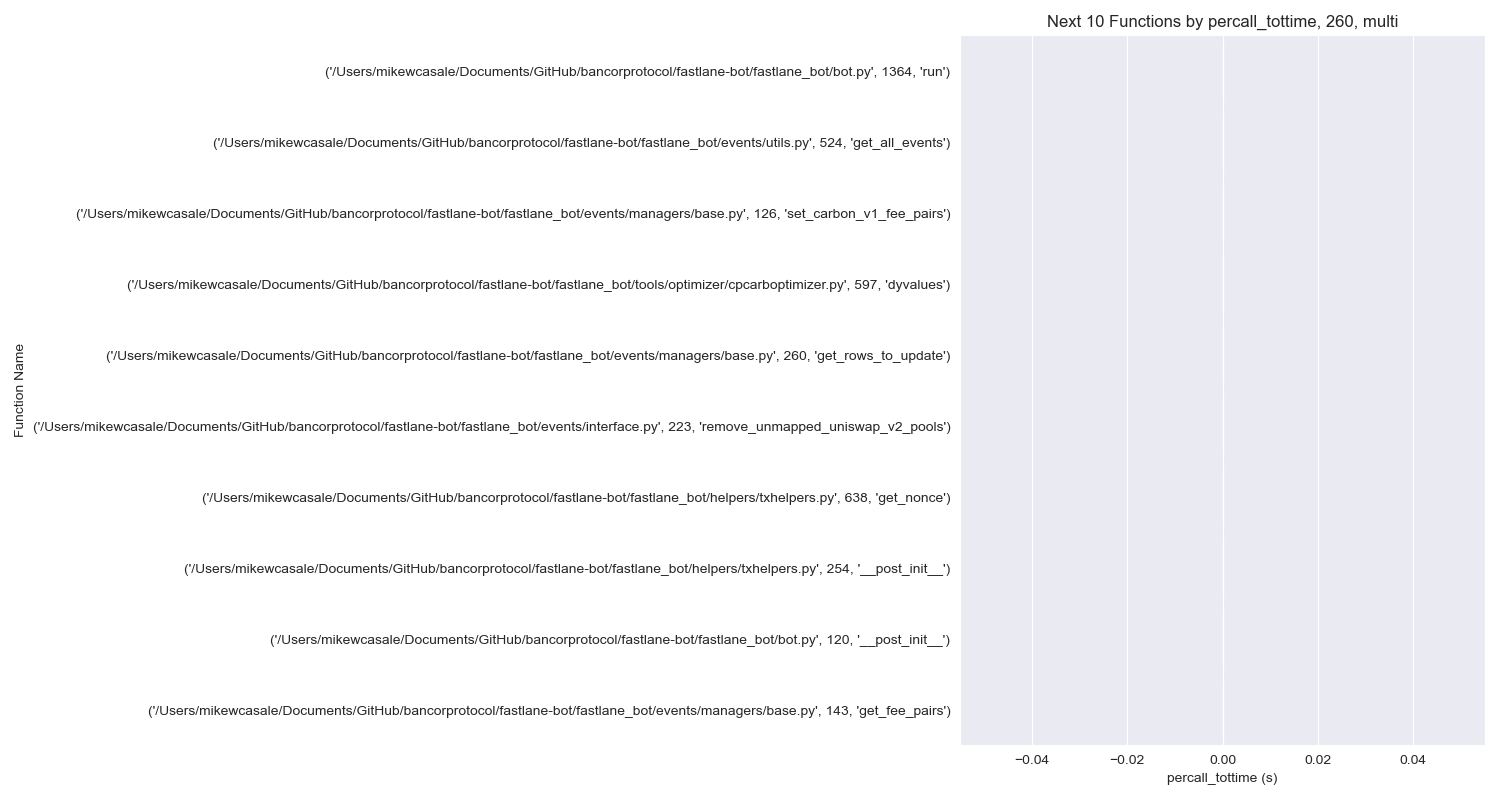 Next 10 Functions by percall_tottime, 260, multi
('/Users/mikewcasale/Documents/GitHub/bancorprotocol/fastlane-bot/fastlane_bot/bot.py', 1364, 'run')
('/Users/mikewcasale/Documents/GitHub/bancorprotocol/fastlane-bot/fastlane_bot/events/utils.py', 524, 'get_all_events')
('/Users/mikewcasale/Documents/GitHub/bancorprotocol/fastlane-bot/fastlane_bot/events/managers/base.py', 126, 'set_carbon_v1_fee_pairs')
('/Users/mikewcasale/Documents/GitHub/bancorprotocol/fastlane-bot/fastlane_bot/tools/optimizer/cpcarboptimizer.py', 597, 'dyvalues')
('/Users/mikewcasale/Documents/GitHub/bancorprotocol/fastlane-bot/fastlane_bot/events/managers/base.py', 260, 'get_rows_to_update')
('/Users/mikewcasale/Documents/GitHub/bancorprotocol/fastlane-bot/fastlane_bot/events/interface.py', 223, 'remove_unmapped_uniswap_v2_pools')
('/Users/mikewcasale/Documents/GitHub/bancorprotocol/fastlane-bot/fastlane_bot/helpers/txhelpers.py', 638, 'get_nonce')
('/Users/mikewcasale/Documents/GitHub/bancorprotocol/fastlane-bot/fastlane_bot/helpers/txhelpers.py', 254, '__post_init__')
('/Users/mikewcasale/Documents/GitHub/bancorprotocol/fastlane-bot/fastlane_bot/bot.py', 120, '__post_init__')
('/Users/mikewcasale/Documents/GitHub/bancorprotocol/fastlane-bot/fastlane_bot/events/managers/base.py', 143, 'get_fee_pairs')
Function Name
−0.04 −0.02 0.00 0.02 0.04
percall_tottime (s)